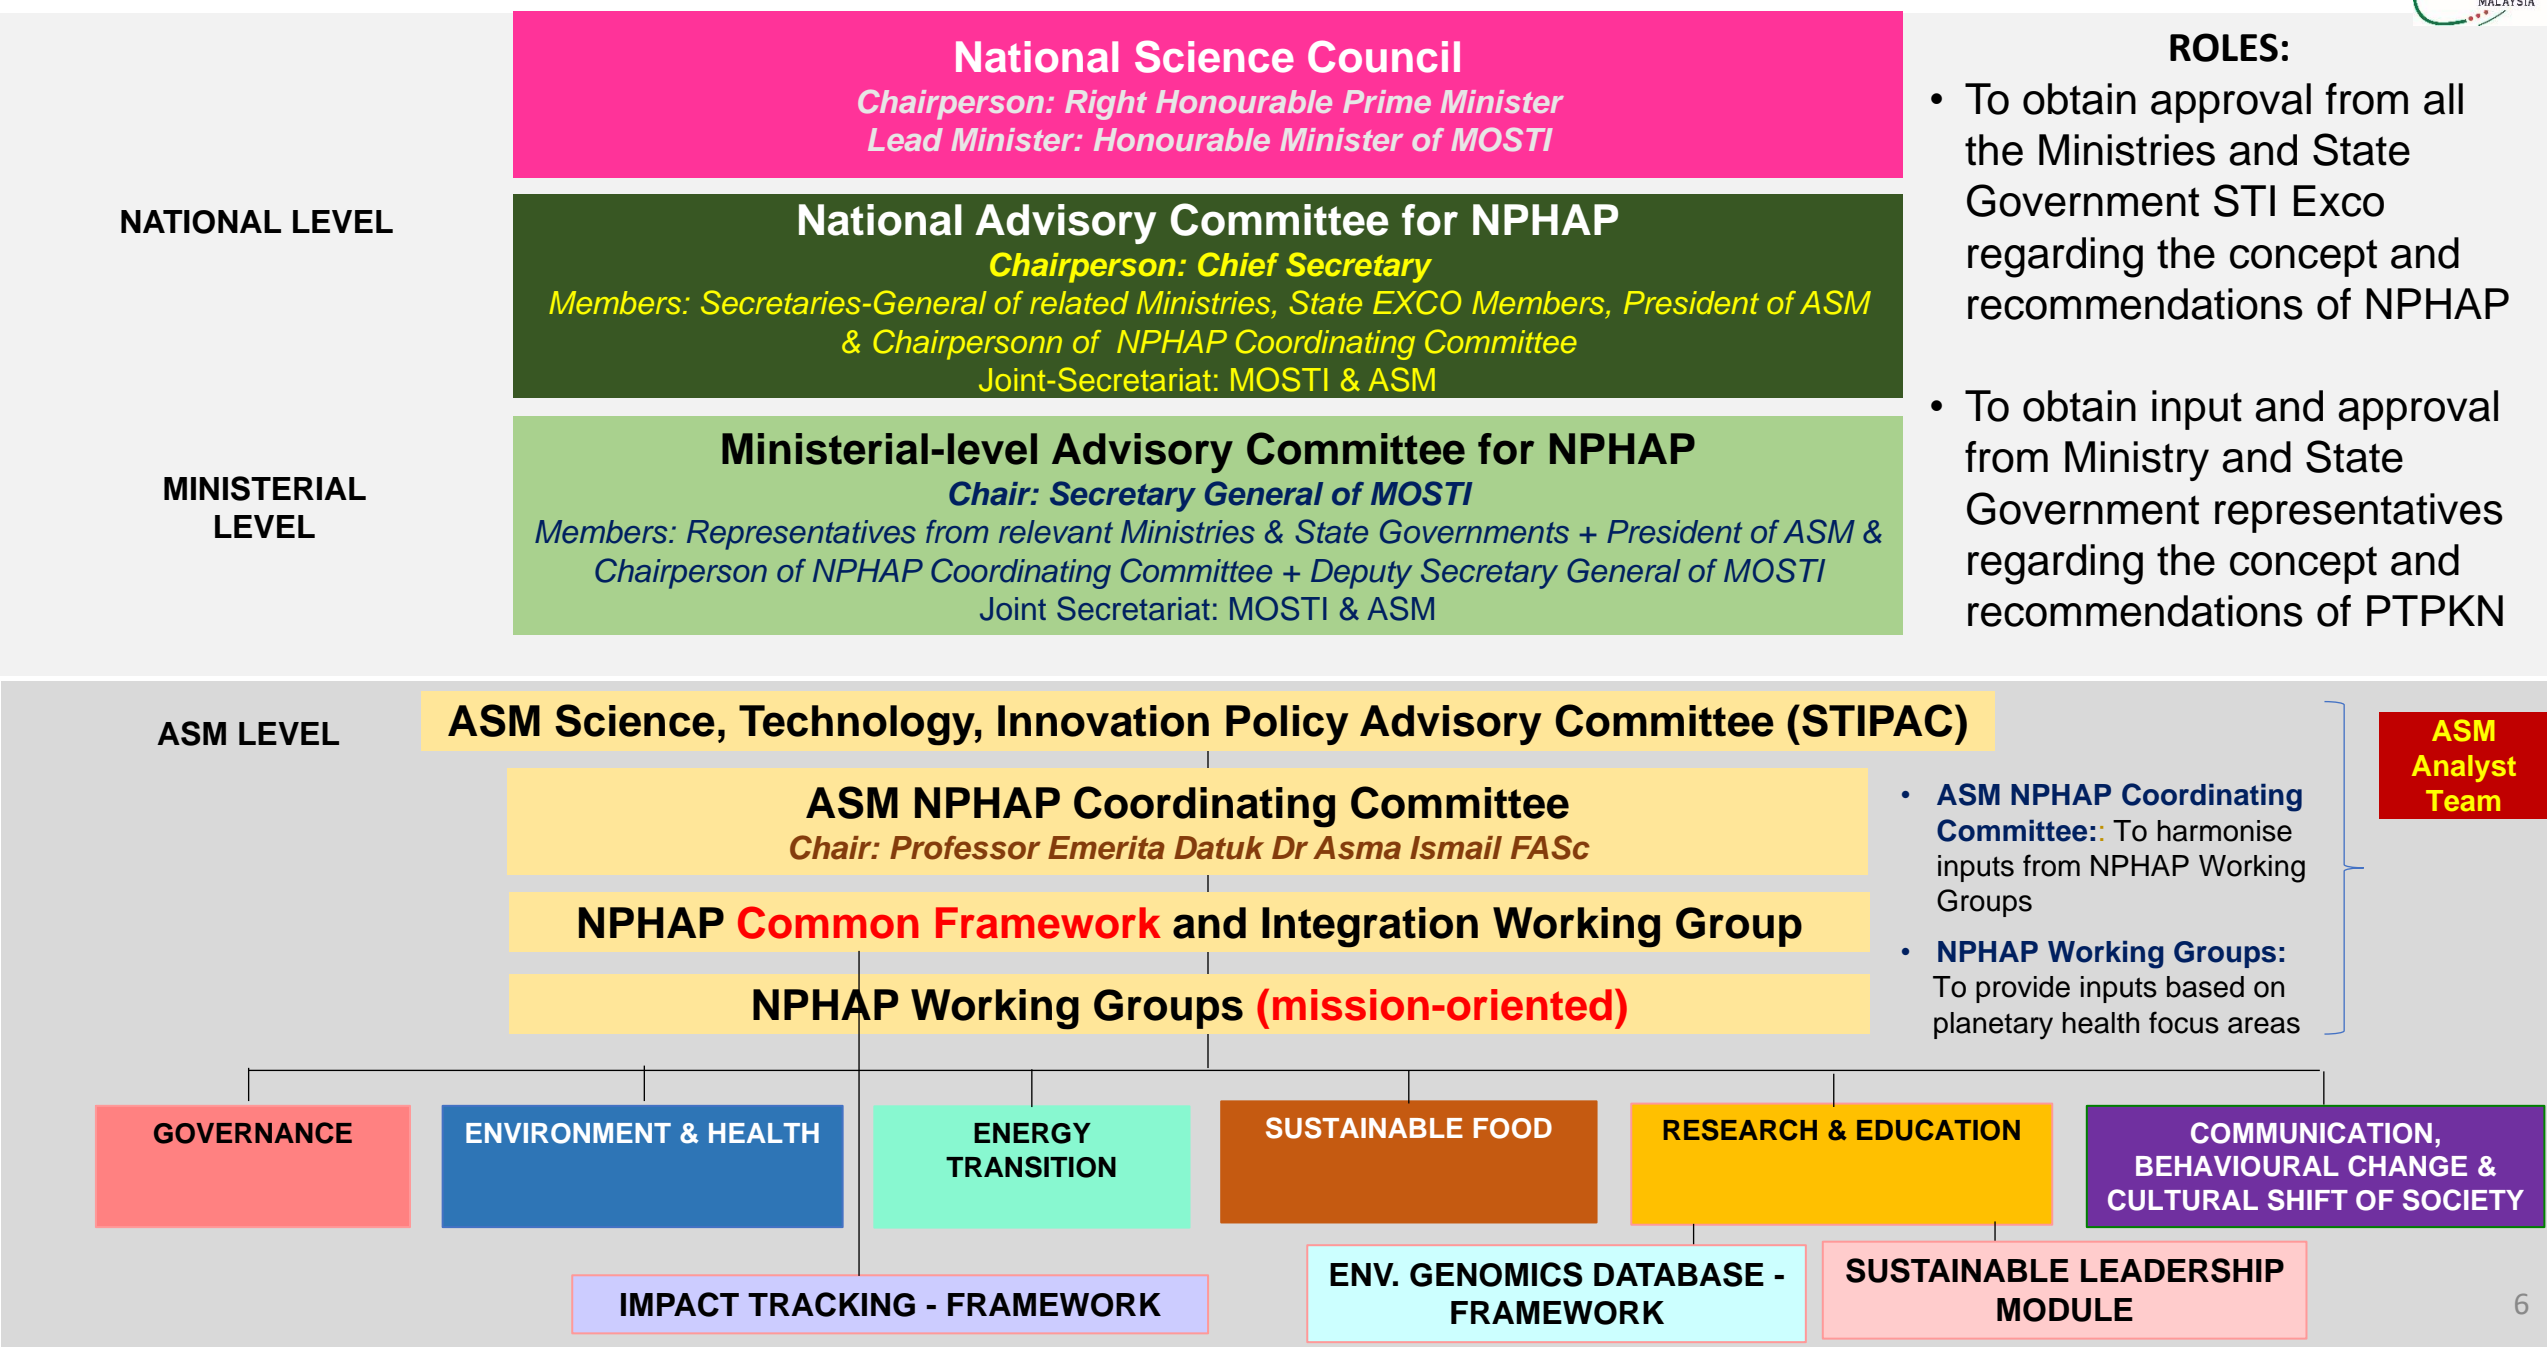 MALAYSIA
NATIONAL LEVEL
National Science Council
Chairperson: Right Honourable Prime Minister
Lead Minister: Honourable Minister of MOSTI
National Advisory Committee for NPHAP
Chairperson: Chief Secretary
Members: Secretaries-General of related Ministries, State EXCO Members, President of ASM
& Chairpersonn of NPHAP Coordinating Committee
Joint-Secretariat: MOSTI & ASM
MINISTERIAL
LEVEL
Ministerial-level Advisory Committee for NPHAP
Chair: Secretary General of MOSTI
Members: Representatives from relevant Ministries & State Governments + President of ASM &
Chairperson of NPHAP Coordinating Committee + Deputy Secretary General of MOSTI
Joint Secretariat: MOSTI & ASM
ROLES:
• To obtain approval from all
the Ministries and State
Government STI Exco
regarding the concept and
recommendations of NPHAP
• To obtain input and approval
from Ministry and State
Government representatives
regarding the concept and
recommendations of PTPKN
ASM LEVEL
ASM Science, Technology, Innovation Policy Advisory Committee (STIPAC)
ASM NPHAP Coordinating Committee
Chair: Professor Emerita Datuk Dr Asma Ismail FASc
NPHAP Common Framework and Integration Working Group
NPHAP Working Groups (mission-oriented)
• ASM NPHAP Coordinating
Committee:: To harmonise
inputs from NPHAP Working
Groups
• NPHAP Working Groups:
To provide inputs based on
planetary health focus areas
ASM
Analyst
Team
GOVERNANCE
ENVIRONMENT & HEALTH
ENERGY
TRANSITION
SUSTAINABLE FOOD
RESEARCH & EDUCATION
COMMUNICATION,
BEHAVIOURAL CHANGE &
CULTURAL SHIFT OF SOCIETY
IMPACT TRACKING - FRAMEWORK
ENV. GENOMICS DATABASE -
FRAMEWORK
SUSTAINABLE LEADERSHIP
MODULE
6